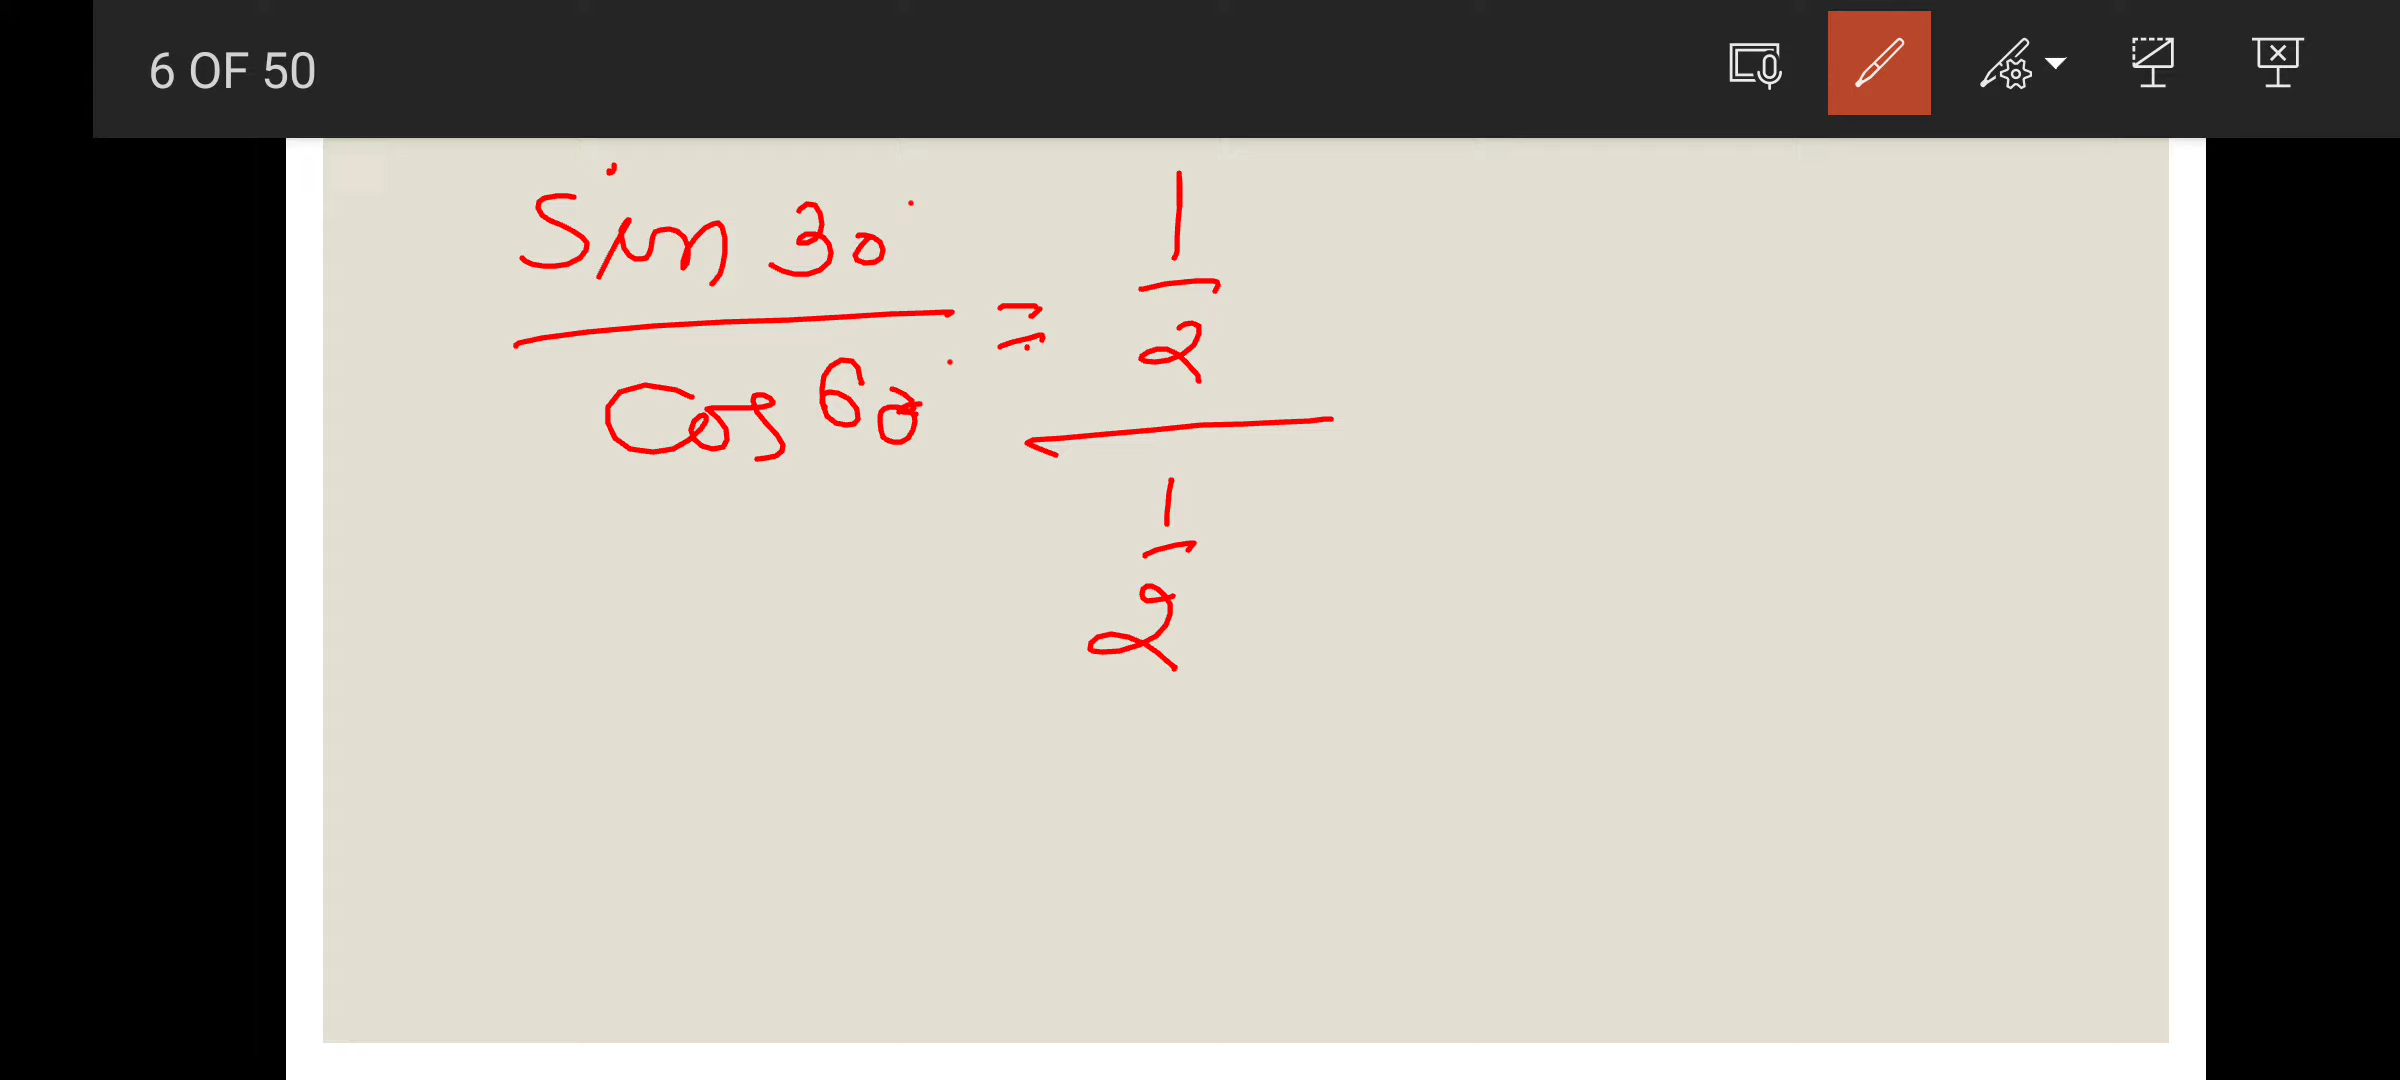 6 OF 50
sin 30°
——— = 1/2
cos 60°
———
1/2